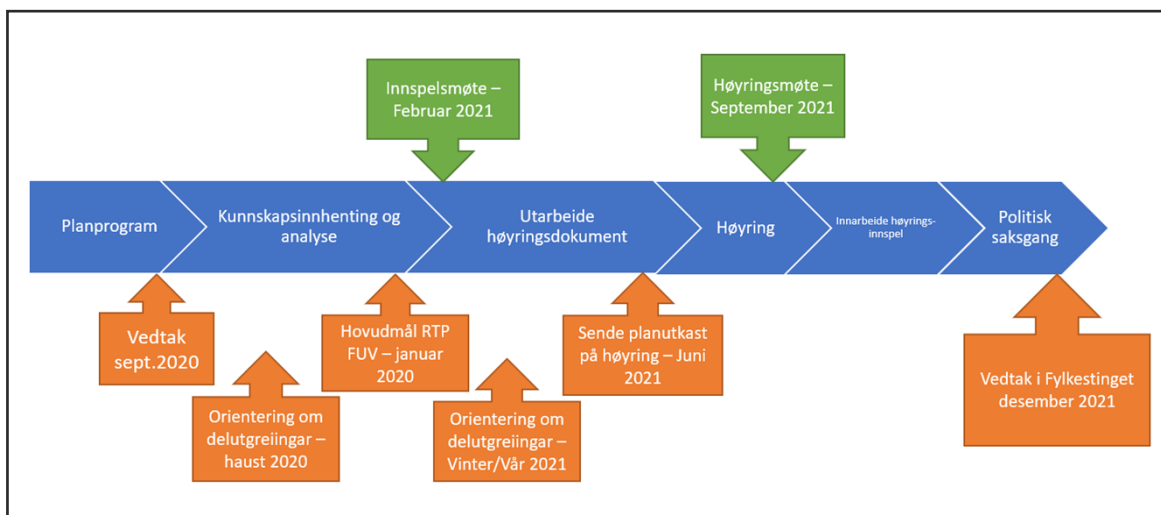 Innspelsmøte –
Februar 2021
Høyringsmøte –
September 2021
Planprogram
Kunnskapsinnhenting og
analyse
Utarbeide
høyringsdokument
Høyring
Innarbeide høyrings-
innspel
Politisk
saksgang
Vedtak
sept.2020
Orientering om
delutgreiingar –
haust 2020
Hovudmål RTP
FUV – januar
2020
Orientering om
delutgreiingar –
Vinter/Vår 2021
Sende planutkast
på høyring – Juni
2021
Vedtak i Fylkestinget
desember 2021